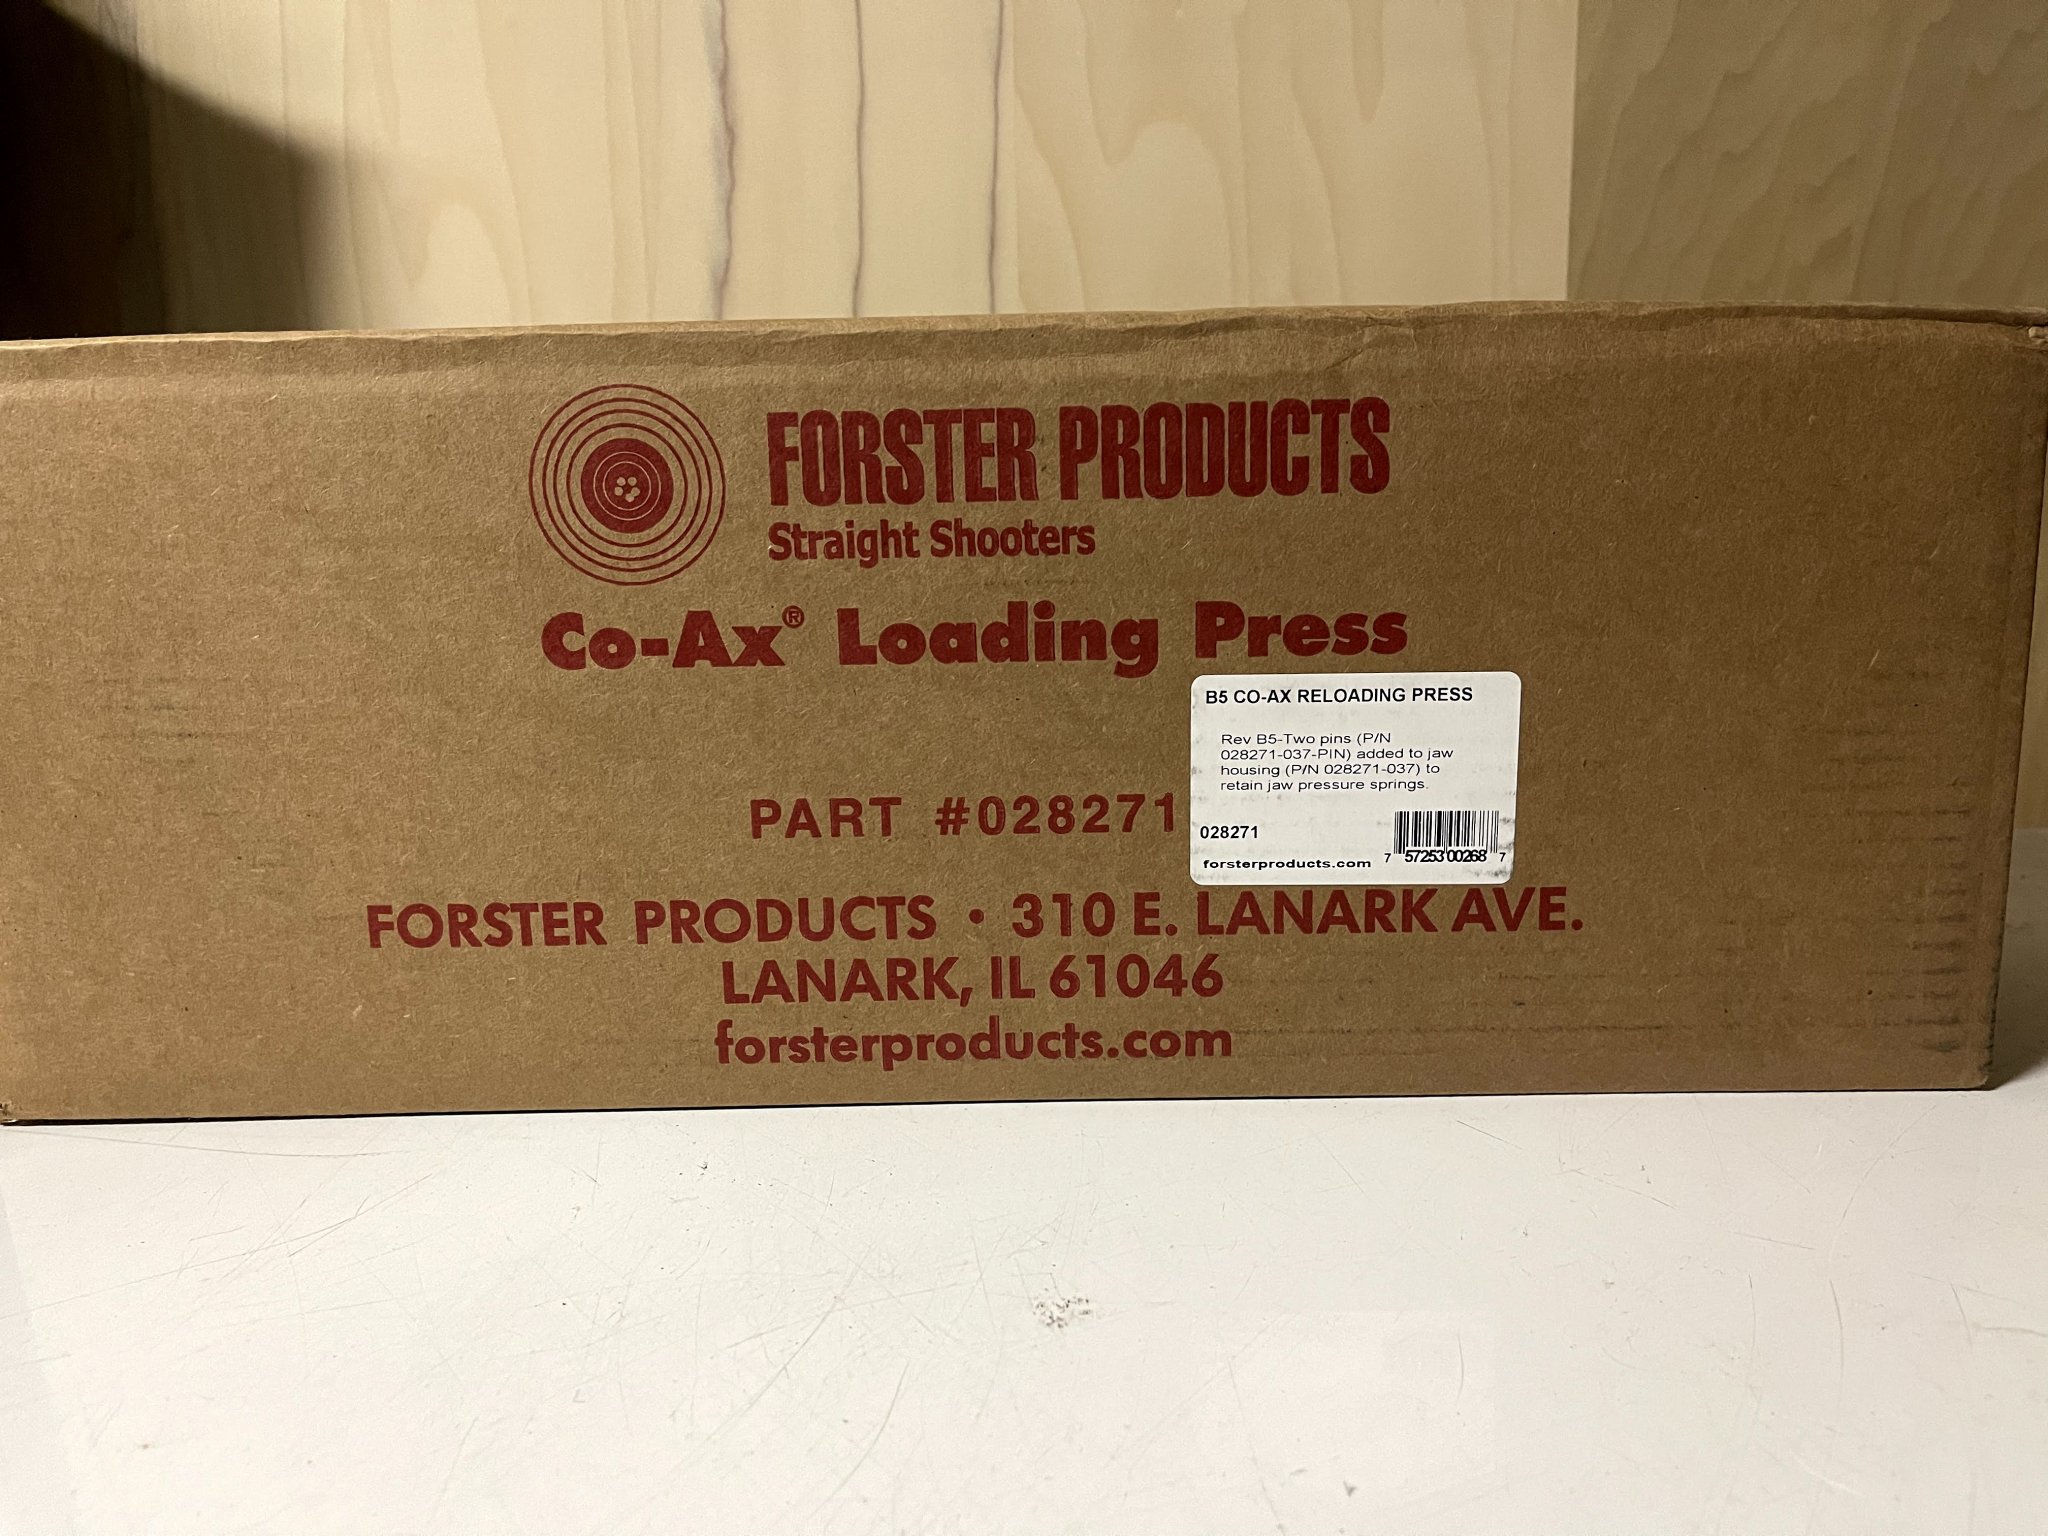 FORSTER PRODUCTS
Straight Shooters
Co-Ax® Loading Press
B5 CO-AX RELOADING PRESS
Rev B5-Two pins (P/N
028271-037-PIN) added to jaw
housing (P/N 028271-037) to
retain jaw pressure springs.
PART #028271
028271
forsterproducts.com
7 57253 00268 7
FORSTER PRODUCTS • 310 E. LANARK AVE.
LANARK, IL 61046
forsterproducts.com